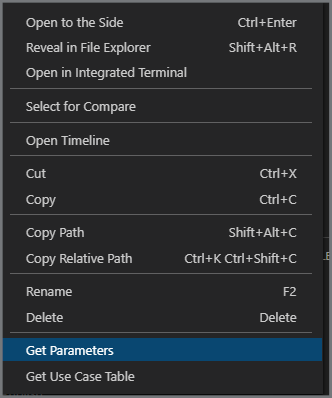 Open to the Side Ctrl+Enter
Reveal in File Explorer Shift+Alt+R
Open in Integrated Terminal
Select for Compare
Open Timeline
Cut Ctrl+X
Copy Ctrl+C
Copy Path Shift+Alt+C
Copy Relative Path Ctrl+K Ctrl+Shift+C
Rename F2
Delete Delete
Get Parameters
Get Use Case Table